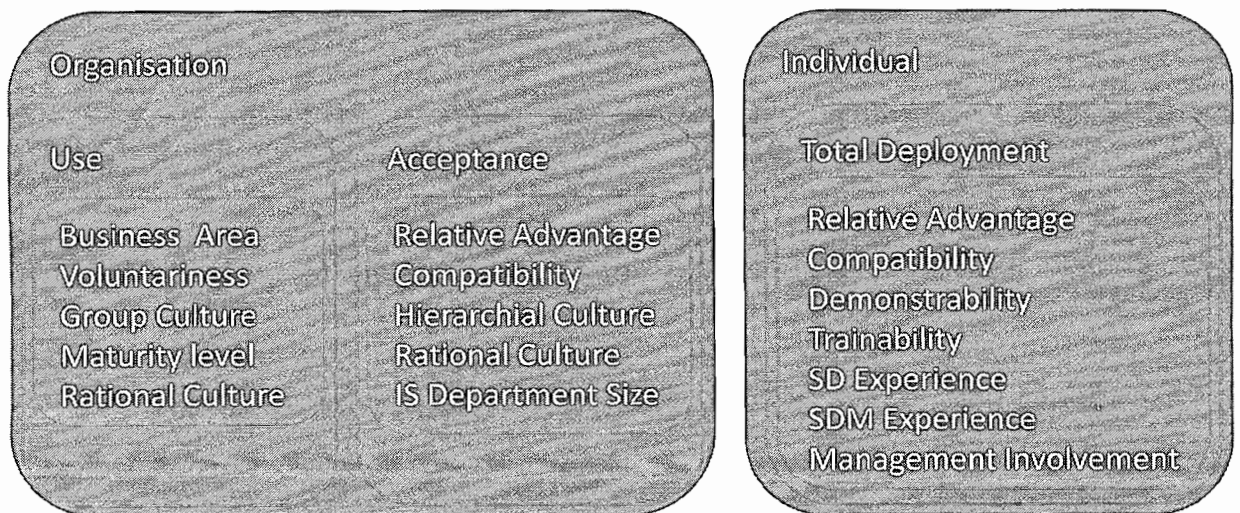 Organisation
Use
Business Area
Voluntariness
Group Culture
Maturity level
Rational Culture
Acceptance
Relative Advantage
Compatibility
Hierarchial Culture
Rational Culture
IS Department Size
Individual
Total Deployment
Relative Advantage
Compatibility
Demonstrability
Trainability
SD Experience
SDM Experience
Management Involvement